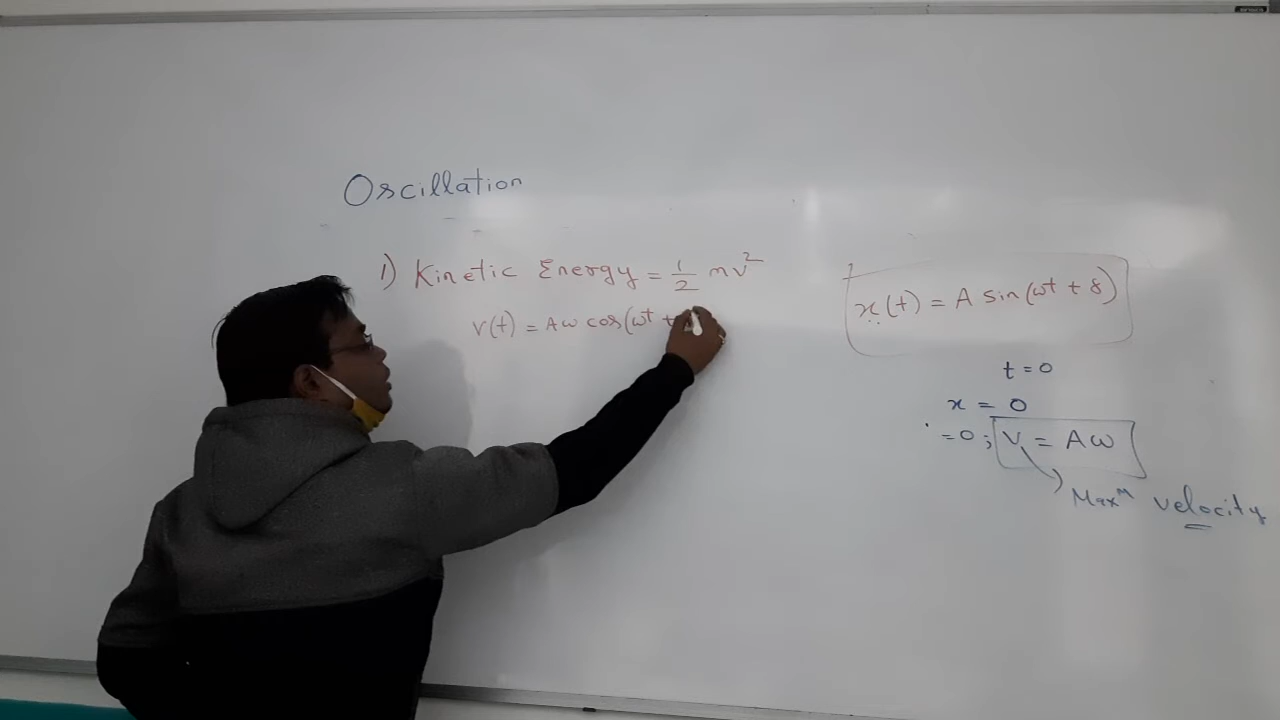 Oscillation
1) Kinetic Energy = 1/2 mv²
v(t) = Aω cos(ωt +
x(t) = A sin(ωt + δ)
t = 0
x = 0
= 0 ; V = Aω
Maxᵐ velocity